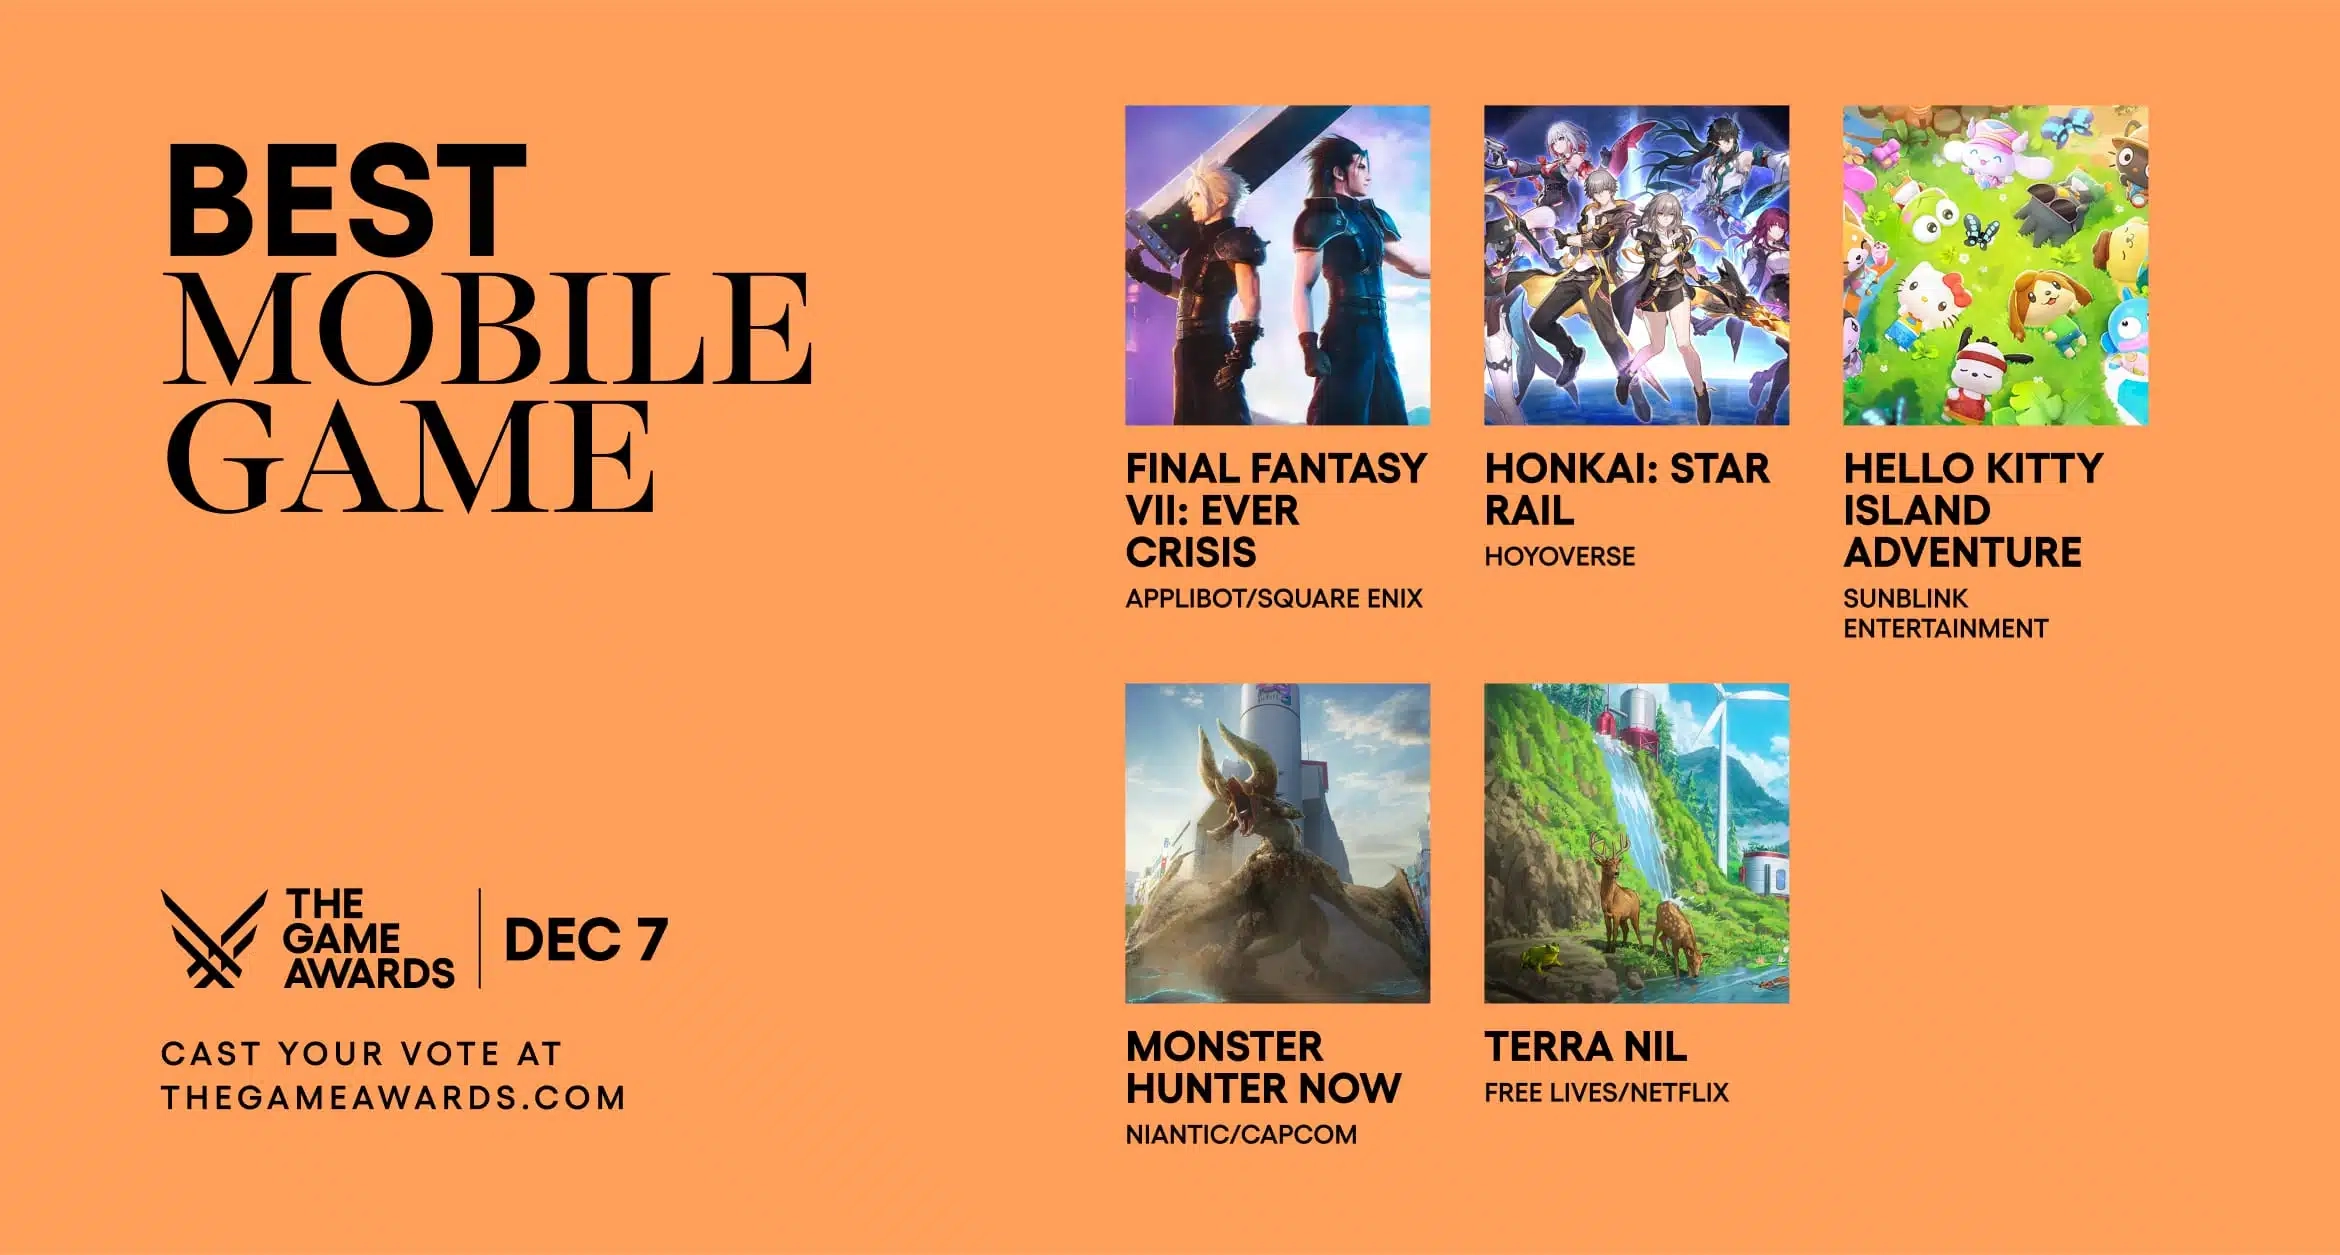 BEST
MOBILE
GAME
FINAL FANTASY
VII: EVER
CRISIS
APPLIBOT/SQUARE ENIX
HONKAI: STAR
RAIL
HOYOVERSE
HELLO KITTY
ISLAND
ADVENTURE
SUNBLINK
ENTERTAINMENT
MONSTER
HUNTER NOW
NIANTIC/CAPCOM
TERRA NIL
FREE LIVES/NETFLIX
THE
GAME
AWARDS
DEC 7
CAST YOUR VOTE AT
THEGAMEAWARDS.COM